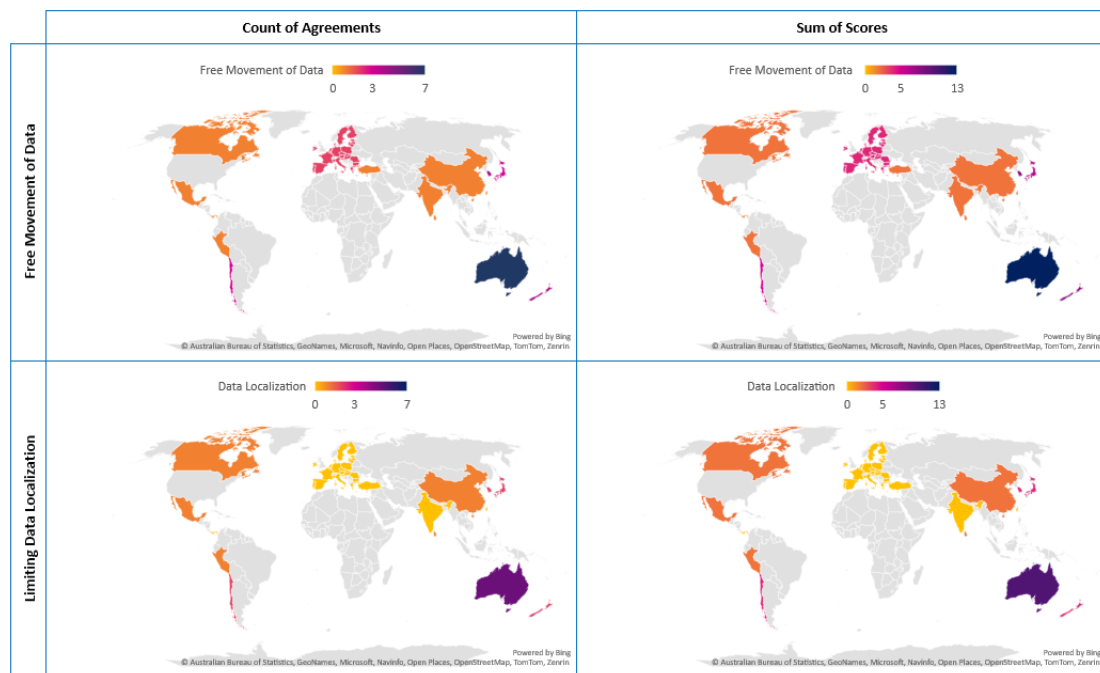 Count of Agreements
Sum of Scores
Free Movement of Data
Free Movement of Data
0 3 7
Powered by Bing
© Australian Bureau of Statistics, GeoNames, Microsoft, Navinfo, Open Places, OpenStreetMap, TomTom, Zenrin
Free Movement of Data
0 5 13
Powered by Bing
© Australian Bureau of Statistics, GeoNames, Microsoft, Navinfo, Open Places, OpenStreetMap, TomTom, Zenrin
Limiting Data Localization
Data Localization
0 3 7
Powered by Bing
© Australian Bureau of Statistics, GeoNames, Microsoft, Navinfo, Open Places, OpenStreetMap, TomTom, Zenrin
Data Localization
0 5 13
Powered by Bing
© Australian Bureau of Statistics, GeoNames, Microsoft, Navinfo, Open Places, OpenStreetMap, TomTom, Zenrin